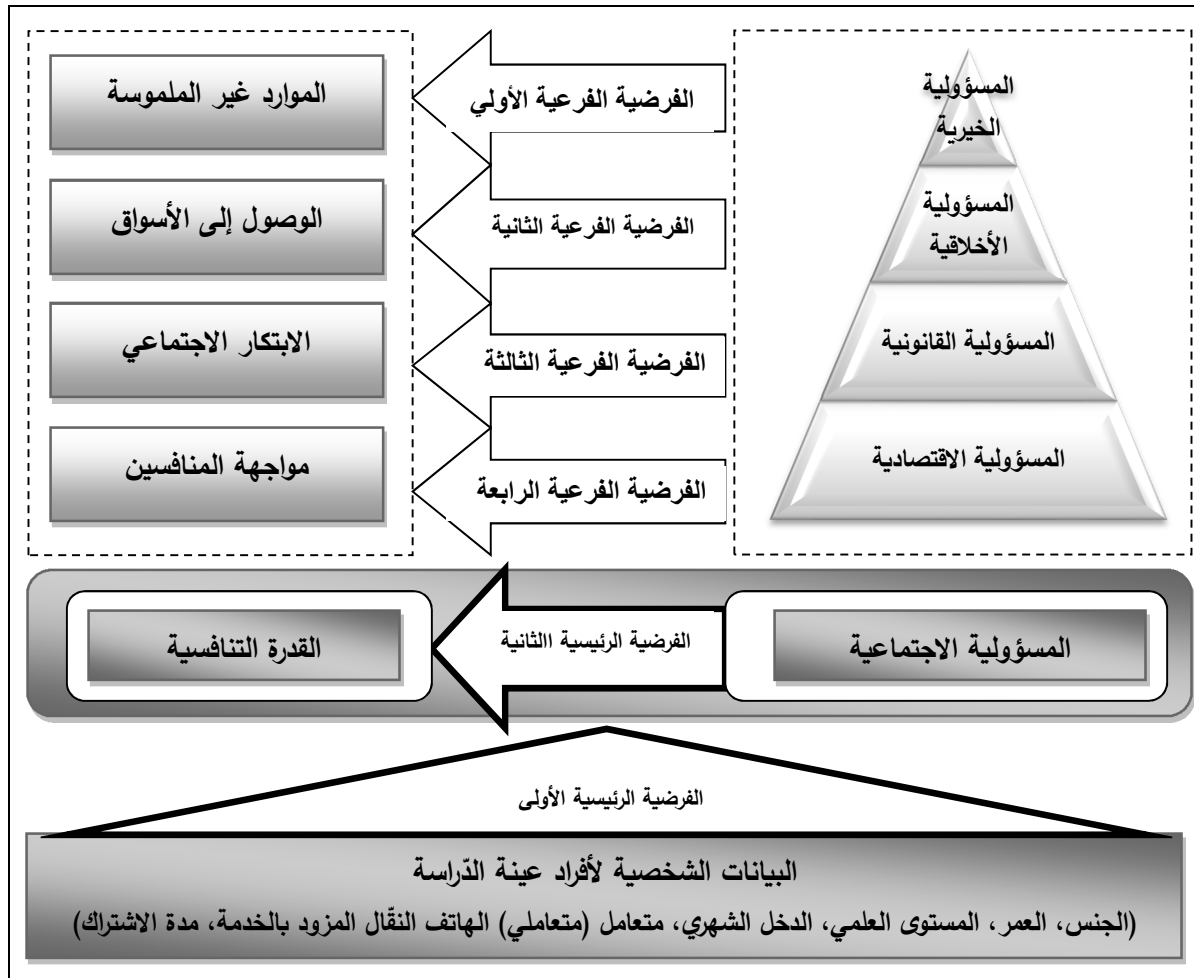 المسؤولية
الخيرية
المسؤولية
الأخلاقية
المسؤولية القانونية
المسؤولية الاقتصادية
الفرضية الفرعية الأولي
الفرضية الفرعية الثانية
الفرضية الفرعية الثالثة
الفرضية الفرعية الرابعة
الموارد غير الملموسة
الوصول إلى الأسواق
الابتكار الاجتماعي
مواجهة المنافسين
المسؤولية الاجتماعية
الفرضية الرئيسية االثانية
القدرة التنافسية
الفرضية الرئيسية الأولى
البيانات الشخصية لأفراد عينة الدّراسة
(الجنس، العمر، المستوى العلمي، الدخل الشهري، متعامل (متعاملي) الهاتف النقّال المزود بالخدمة، مدة الاشتراك)